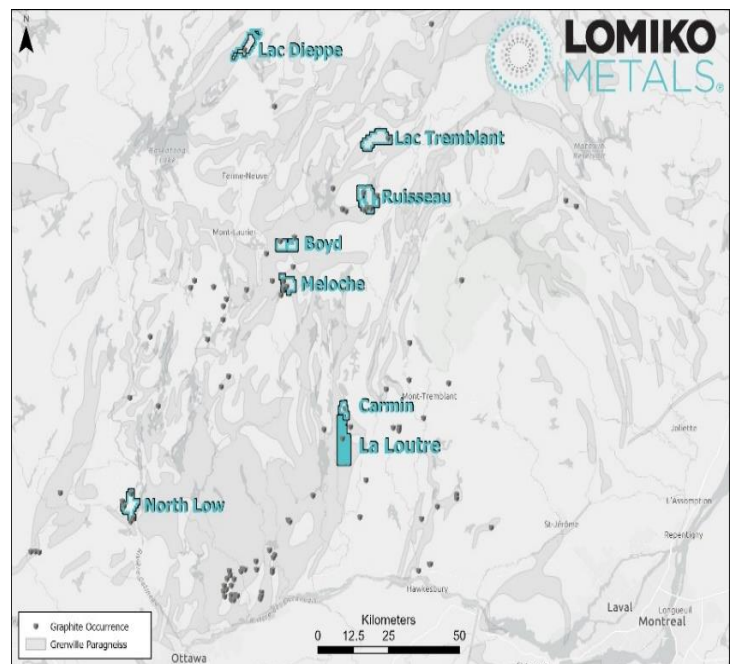 N
LOMIKO
METALS®
Lac Dieppe
Lac Tremblant
Ferme-Neuve
Ruisseau
Mont-Laurier
Boyd
Meloche
Carmin
Mont-Tremblant
La Loutre
Joliette
North Low
L'Assomption
St-Jérôme
Repentigny
Hawkesbury
Laval
Longueuil
Montreal
Graphite Occurrence
Grenville Paragneiss
Kilometers
0 12.5 25 50
Ottawa